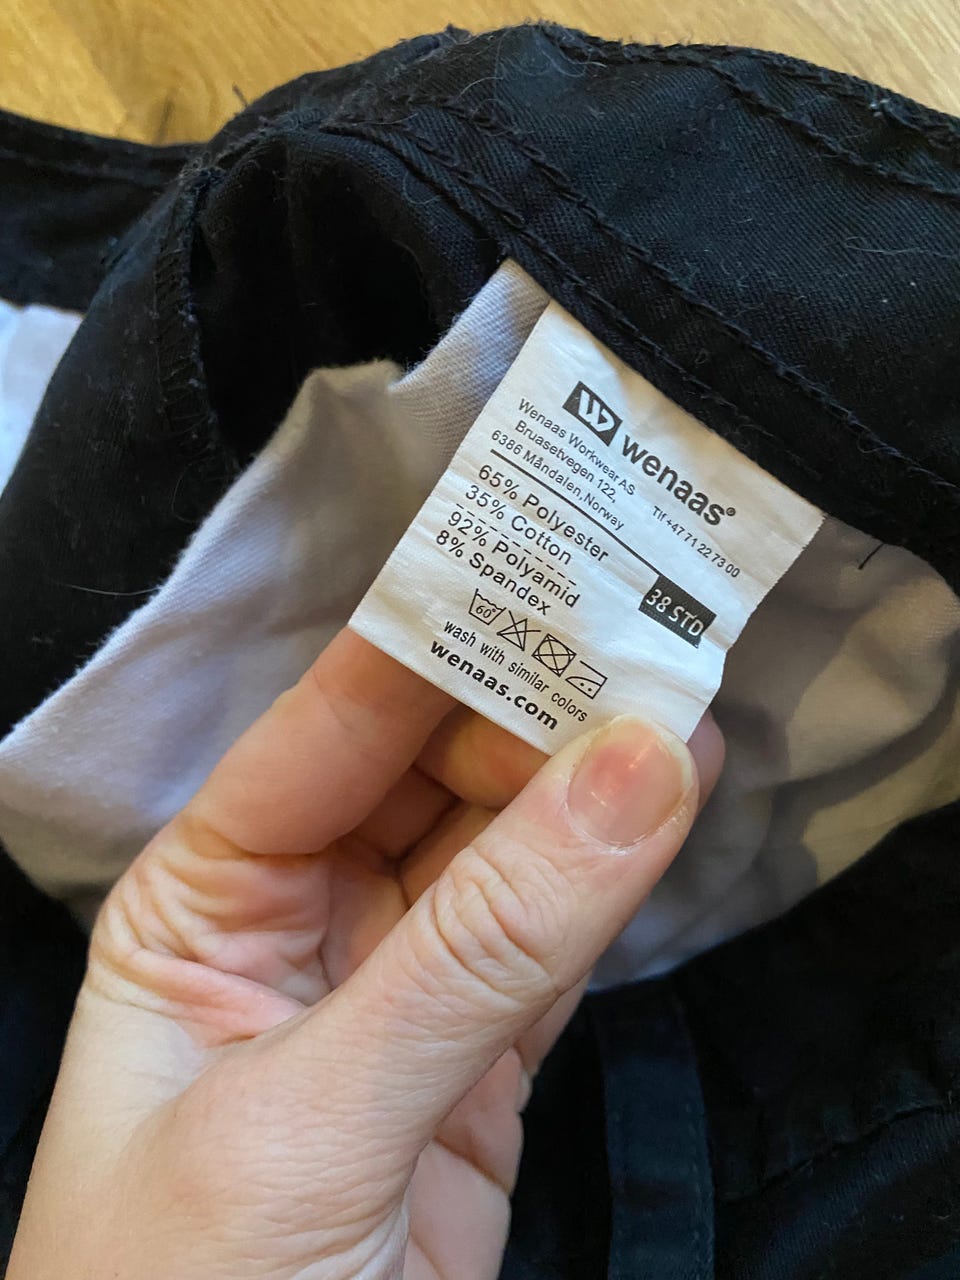 W wenaas®
Wenaas Workwear AS
Bruasetvegen 122,
6386 Måndalen, Norway
Tlf +47 71 22 73 00
65% Polyester
35% Cotton
92% Polyamid
8% Spandex
38 STD
60°
wash with similar colors
wenaas.com